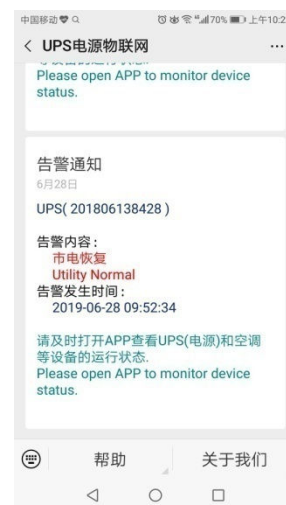 中国移动
70%
上午10:2
UPS电源物联网
Please open APP to monitor device
status.
告警通知
6月28日
UPS( 201806138428 )
告警内容：
市电恢复
Utility Normal
告警发生时间：
2019-06-28 09:52:34
请及时打开APP查看UPS(电源)和空调
等设备的运行状态.
Please open APP to monitor device
status.
帮助
关于我们